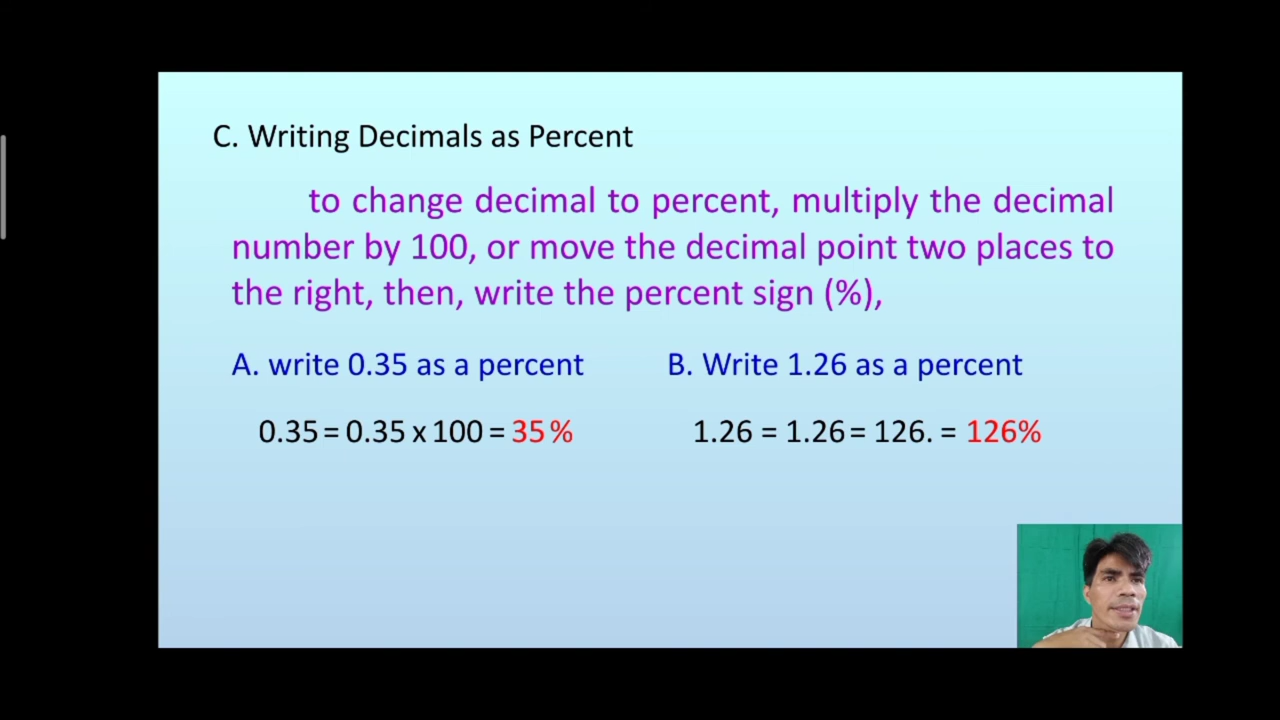 C. Writing Decimals as Percent
to change decimal to percent, multiply the decimal
number by 100, or move the decimal point two places to
the right, then, write the percent sign (%),
A. write 0.35 as a percent
B. Write 1.26 as a percent
0.35 = 0.35 x 100 = 35 %
1.26 = 1.26 = 126. = 126%